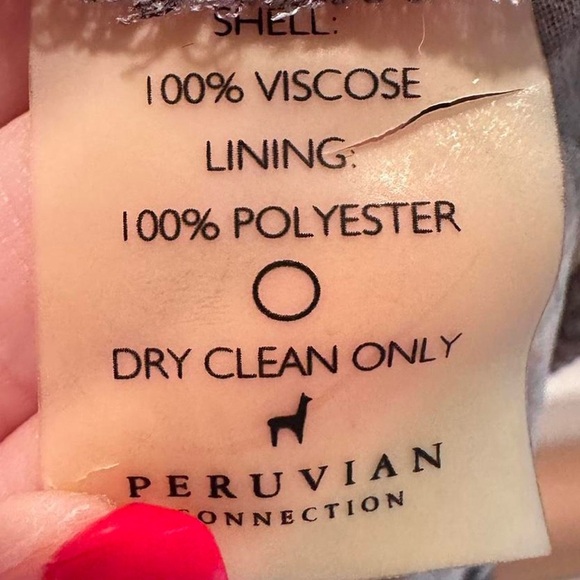 SHELL:
100% VISCOSE
LINING:
100% POLYESTER
DRY CLEAN ONLY
PERUVIAN
CONNECTION